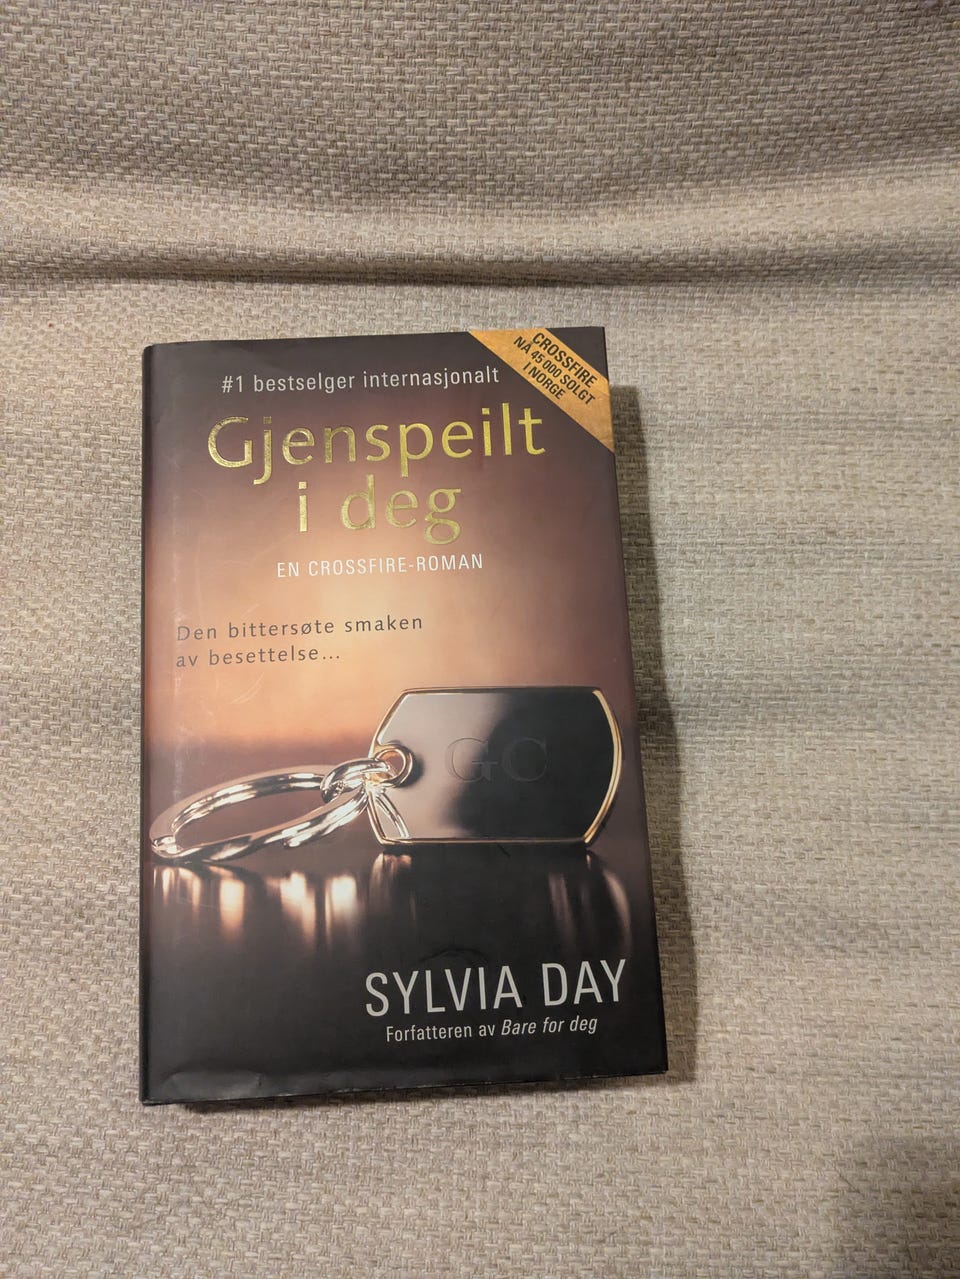 CROSSFIRE
NÅ 45 000 SOLGT
I NORGE
#1 bestselger internasjonalt
Gjenspeilt
i deg
EN CROSSFIRE-ROMAN
Den bittersøte smaken
av besettelse...
GC
SYLVIA DAY
Forfatteren av Bare for deg